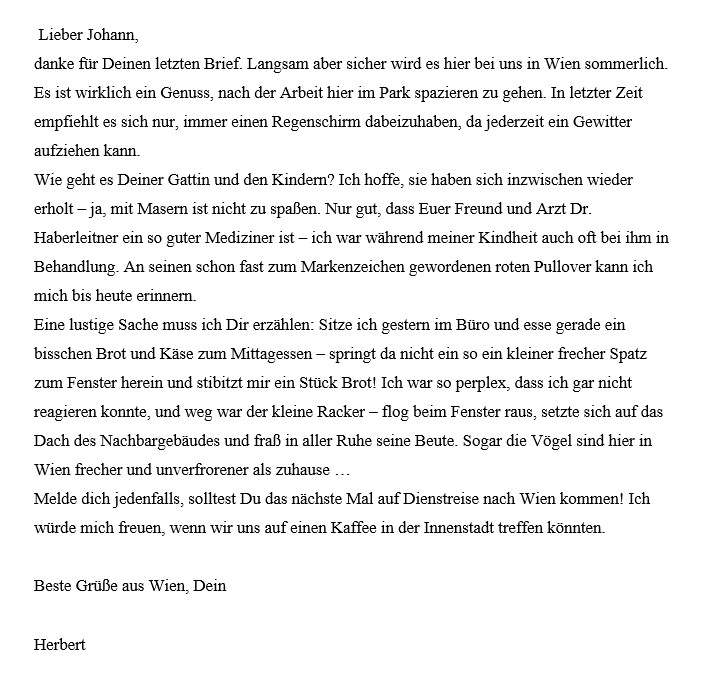 Lieber Johann,
danke für Deinen letzten Brief. Langsam aber sicher wird es hier bei uns in Wien sommerlich.
Es ist wirklich ein Genuss, nach der Arbeit hier im Park spazieren zu gehen. In letzter Zeit
empfiehlt es sich nur, immer einen Regenschirm dabeizuhaben, da jederzeit ein Gewitter
aufziehen kann.
Wie geht es Deiner Gattin und den Kindern? Ich hoffe, sie haben sich inzwischen wieder
erholt – ja, mit Masern ist nicht zu spaßen. Nur gut, dass Euer Freund und Arzt Dr.
Haberleitner ein so guter Mediziner ist – ich war während meiner Kindheit auch oft bei ihm in
Behandlung. An seinen schon fast zum Markenzeichen gewordenen roten Pullover kann ich
mich bis heute erinnern.
Eine lustige Sache muss ich Dir erzählen: Sitze ich gestern im Büro und esse gerade ein
bisschen Brot und Käse zum Mittagessen – springt da nicht ein so ein kleiner frecher Spatz
zum Fenster herein und stibitzt mir ein Stück Brot! Ich war so perplex, dass ich gar nicht
reagieren konnte, und weg war der kleine Racker – flog beim Fenster raus, setzte sich auf das
Dach des Nachbargebäudes und fraß in aller Ruhe seine Beute. Sogar die Vögel sind hier in
Wien frecher und unverfrorener als zuhause …
Melde dich jedenfalls, solltest Du das nächste Mal auf Dienstreise nach Wien kommen! Ich
würde mich freuen, wenn wir uns auf einen Kaffee in der Innenstadt treffen könnten.
Beste Grüße aus Wien, Dein
Herbert